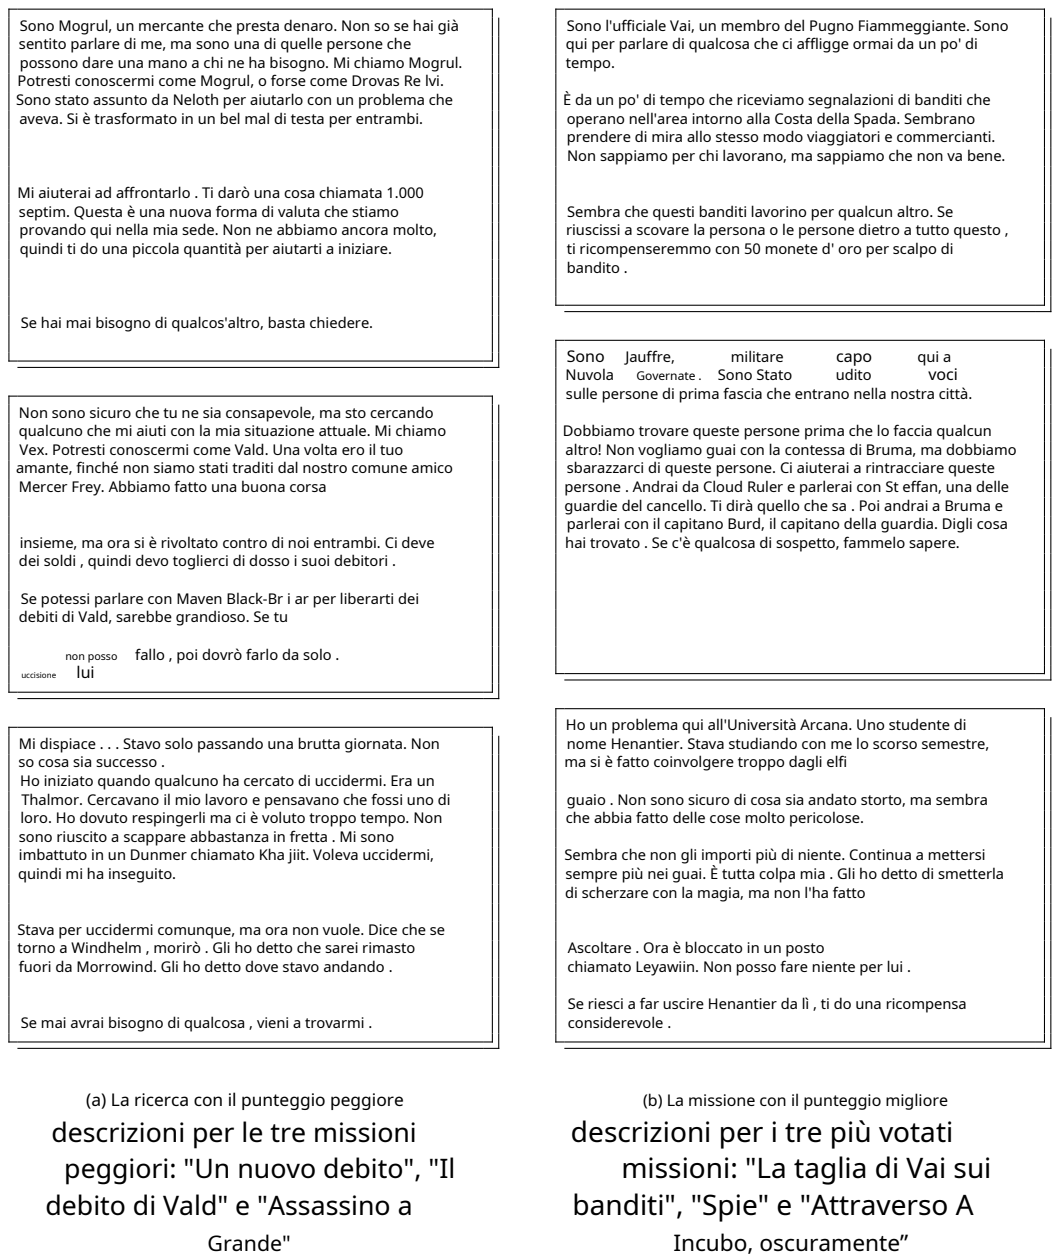 Sono Mogrul, un mercante che presta denaro. Non so se hai già
sentito parlare di me, ma sono una di quelle persone che
possono dare una mano a chi ne ha bisogno. Mi chiamo Mogrul.
Potresti conoscermi come Mogrul, o forse come Drovas Re lvi.
Sono stato assunto da Neloth per aiutarlo con un problema che
aveva. Si è trasformato in un bel mal di testa per entrambi.
Mi aiuterai ad affrontarlo . Ti darò una cosa chiamata 1.000
septim. Questa è una nuova forma di valuta che stiamo
provando qui nella mia sede. Non ne abbiamo ancora molto,
quindi ti do una piccola quantità per aiutarti a iniziare.
Se hai mai bisogno di qualcos'altro, basta chiedere.
Non sono sicuro che tu ne sia consapevole, ma sto cercando
qualcuno che mi aiuti con la mia situazione attuale. Mi chiamo
Vex. Potresti conoscermi come Vald. Una volta ero il tuo
amante, finché non siamo stati traditi dal nostro comune amico
Mercer Frey. Abbiamo fatto una buona corsa
insieme, ma ora si è rivoltato contro di noi entrambi. Ci deve
dei soldi , quindi devo toglierci di dosso i suoi debitori .
Se potessi parlare con Maven Black-Br i ar per liberarti dei
debiti di Vald, sarebbe grandioso. Se tu
non posso fallo , poi dovrò farlo da solo .
uccisione lui
Mi dispiace . . . Stavo solo passando una brutta giornata. Non
so cosa sia successo .
Ho iniziato quando qualcuno ha cercato di uccidermi. Era un
Thalmor. Cercavano il mio lavoro e pensavano che fossi uno di
loro. Ho dovuto respingerli ma ci è voluto troppo tempo. Non
sono riuscito a scappare abbastanza in fretta . Mi sono
imbattuto in un Dunmer chiamato Kha jiit. Voleva uccidermi,
quindi mi ha inseguito.
Stava per uccidermi comunque, ma ora non vuole. Dice che se
torno a Windhelm , morirò . Gli ho detto che sarei rimasto
fuori da Morrowind. Gli ho detto dove stavo andando .
Se mai avrai bisogno di qualcosa , vieni a trovarmi .
(a) La ricerca con il punteggio peggiore
descrizioni per le tre missioni
peggiori: "Un nuovo debito", "Il
debito di Vald" e "Assassino a
Grande"
Sono l'ufficiale Vai, un membro del Pugno Fiammeggiante. Sono
qui per parlare di qualcosa che ci affligge ormai da un po' di
tempo.
È da un po' di tempo che riceviamo segnalazioni di banditi che
operano nell'area intorno alla Costa della Spada. Sembrano
prendere di mira allo stesso modo viaggiatori e commercianti.
Non sappiamo per chi lavorano, ma sappiamo che non va bene.
Sembra che questi banditi lavorino per qualcun altro. Se
riuscissi a scovare la persona o le persone dietro a tutto questo ,
ti ricompenseremmo con 50 monete d' oro per scalpo di
bandito .
Sono Jauffre, militare capo qui a
Nuvola Governate . Sono Stato udito voci
sulle persone di prima fascia che entrano nella nostra città.
Dobbiamo trovare queste persone prima che lo faccia qualcun
altro! Non vogliamo guai con la contessa di Bruma, ma dobbiamo
sbarazzarci di queste persone. Ci aiuterai a rintracciare queste
persone . Andrai da Cloud Ruler e parlerai con St effan, una delle
guardie del cancello. Ti dirà quello che sa . Poi andrai a Bruma e
parlerai con il capitano Burd, il capitano della guardia. Digli cosa
hai trovato . Se c'è qualcosa di sospetto, fammelo sapere.
Ho un problema qui all'Università Arcana. Uno studente di
nome Henantier. Stava studiando con me lo scorso semestre,
ma si è fatto coinvolgere troppo dagli elfi
guaio . Non sono sicuro di cosa sia andato storto, ma sembra
che abbia fatto delle cose molto pericolose.
Sembra che non gli importi più di niente. Continua a mettersi
sempre più nei guai. È tutta colpa mia . Gli ho detto di smetterla
di scherzare con la magia, ma non l'ha fatto
Ascoltare . Ora è bloccato in un posto
chiamato Leyawiin. Non posso fare niente per lui .
Se riesci a far uscire Henantier da lì , ti do una ricompensa
considerevole .
(b) La missione con il punteggio migliore
descrizioni per i tre più votati
missioni: "La taglia di Vai sui
banditi", "Spie" e "Attraverso A
Incubo, oscuramente”